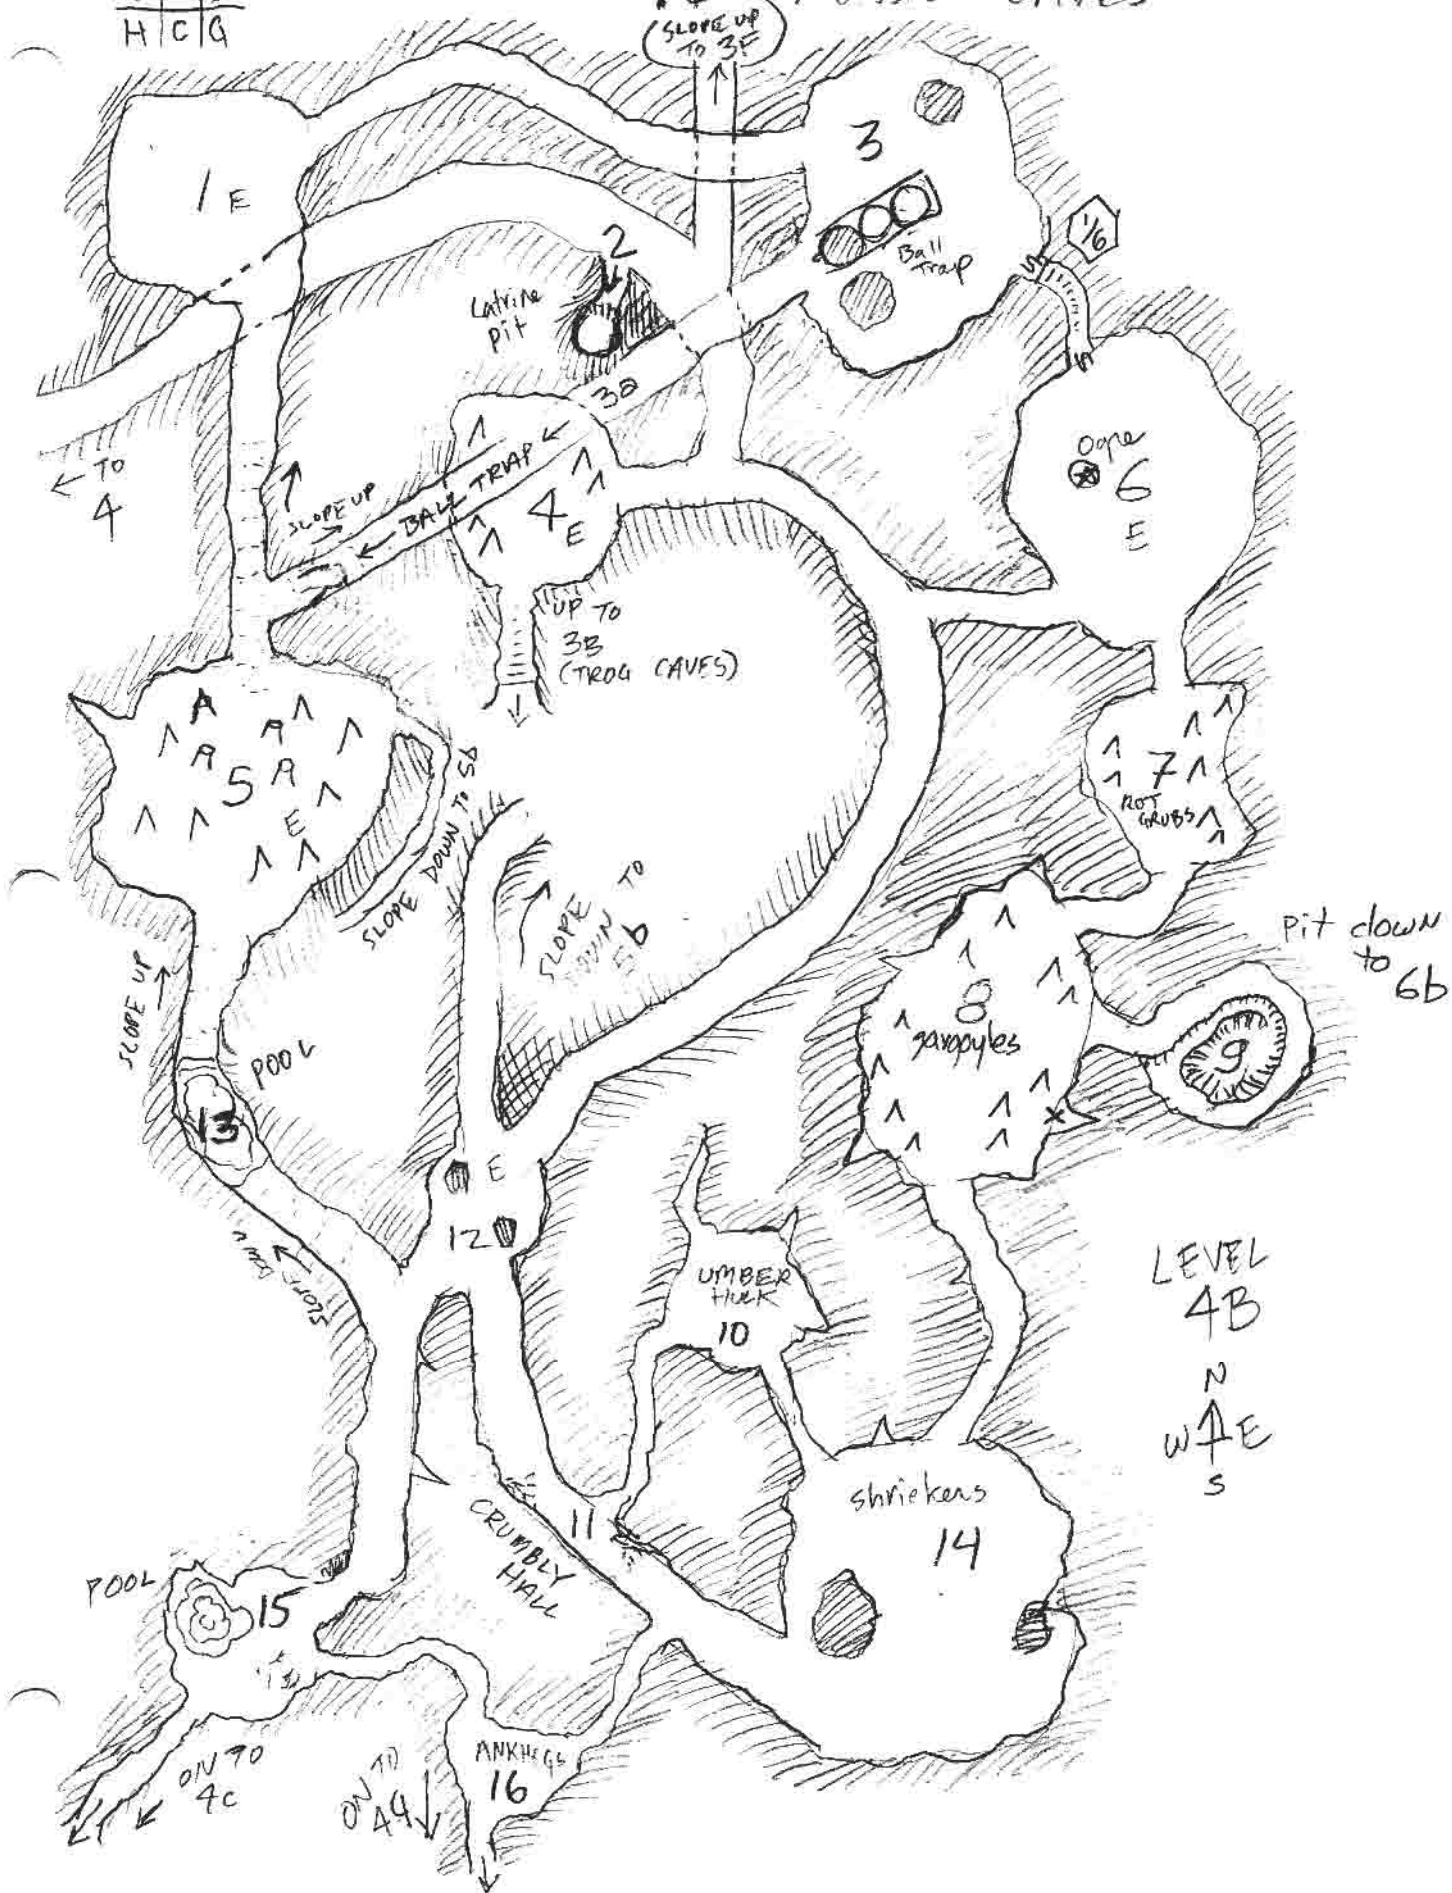 H C G
CAVES
SLOPE UP
TO 3F
1 E
2
Latrine
pit
3
Ball
trap
1/6
3a
← TO
4
SLOPE UP
← BALL TRAP
4
E
UP TO
3B
(TROG CAVES)
Ogre
6
E
5
E
SLOPE DOWN TO 5b
7
ROT
GRUBS
SLOPE
DOWN TO
5b
SLOPE UP
POOL
13
8
gargoyles
Pit down
to
6b
9
E
12
SLOPE DOWN
UMBER
HULK
10
LEVEL
4B
N
W E
S
11
CRUMBLY
HALL
shriekers
14
POOL
15
ON TO
4c
ON TO
ANKHEGS
16